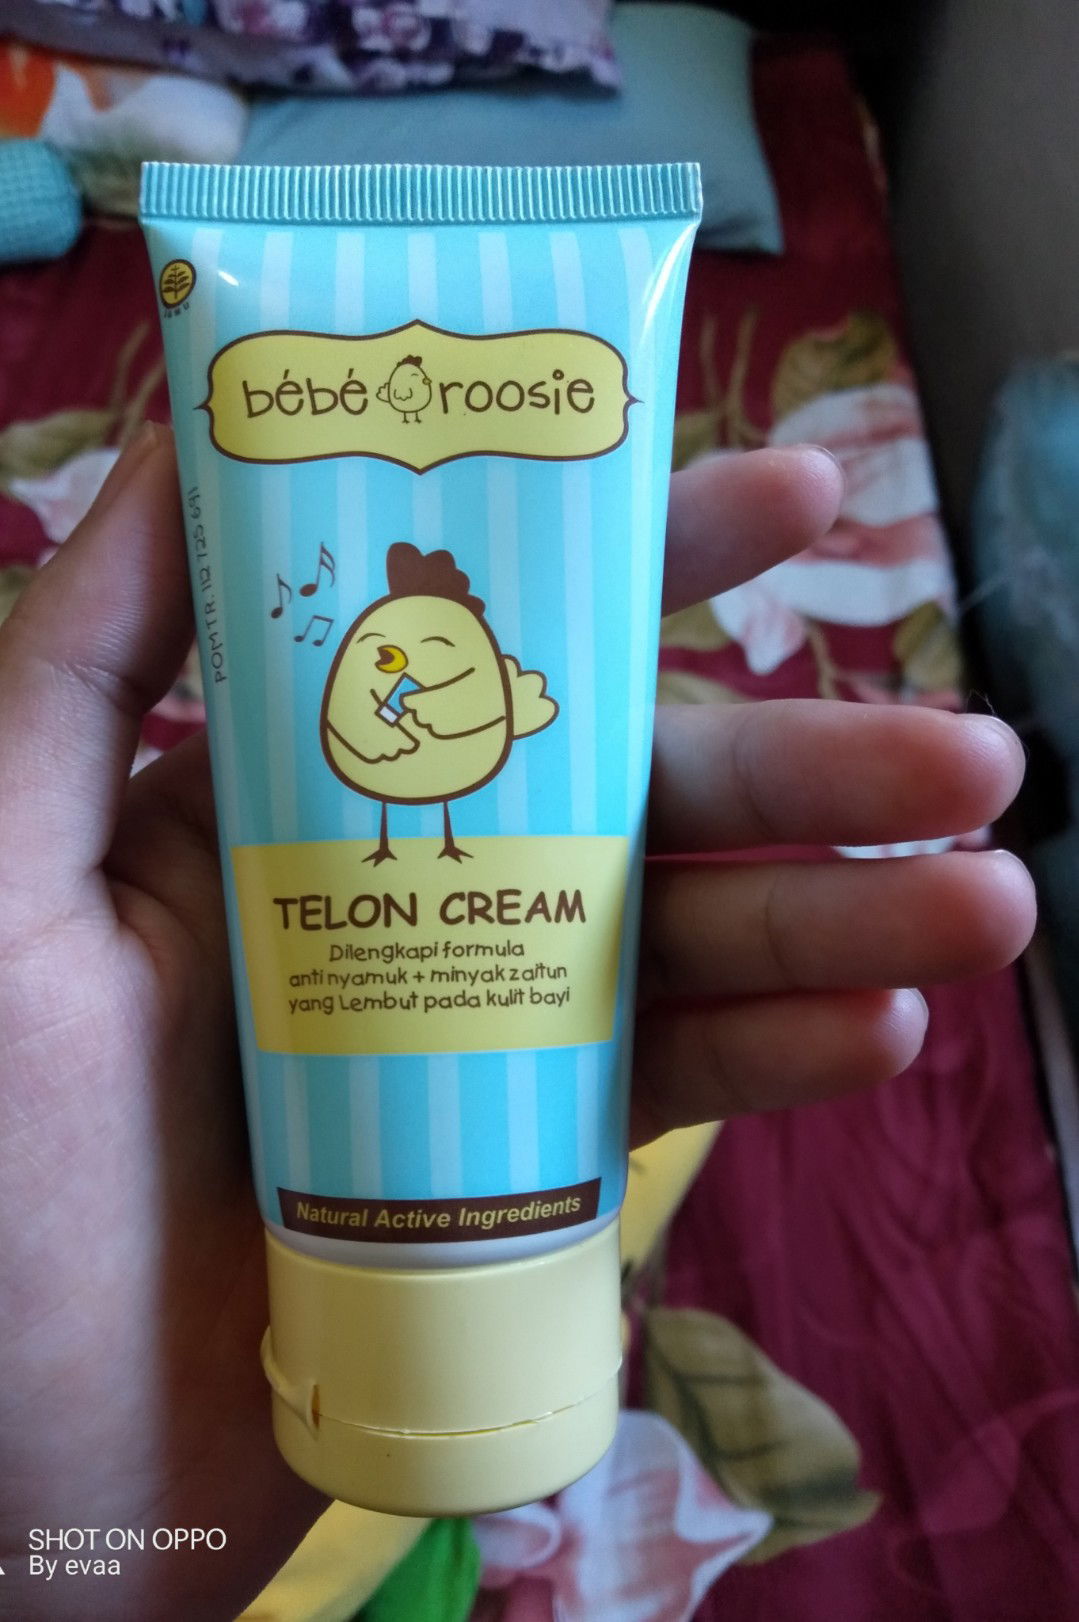 JAMU
bébé roosie
POM TR. 112 725 691
TELON CREAM
Dilengkapi formula
anti nyamuk + minyak zaitun
yang Lembut pada kulit bayi
Natural Active Ingredients
SHOT ON OPPO
By evaa